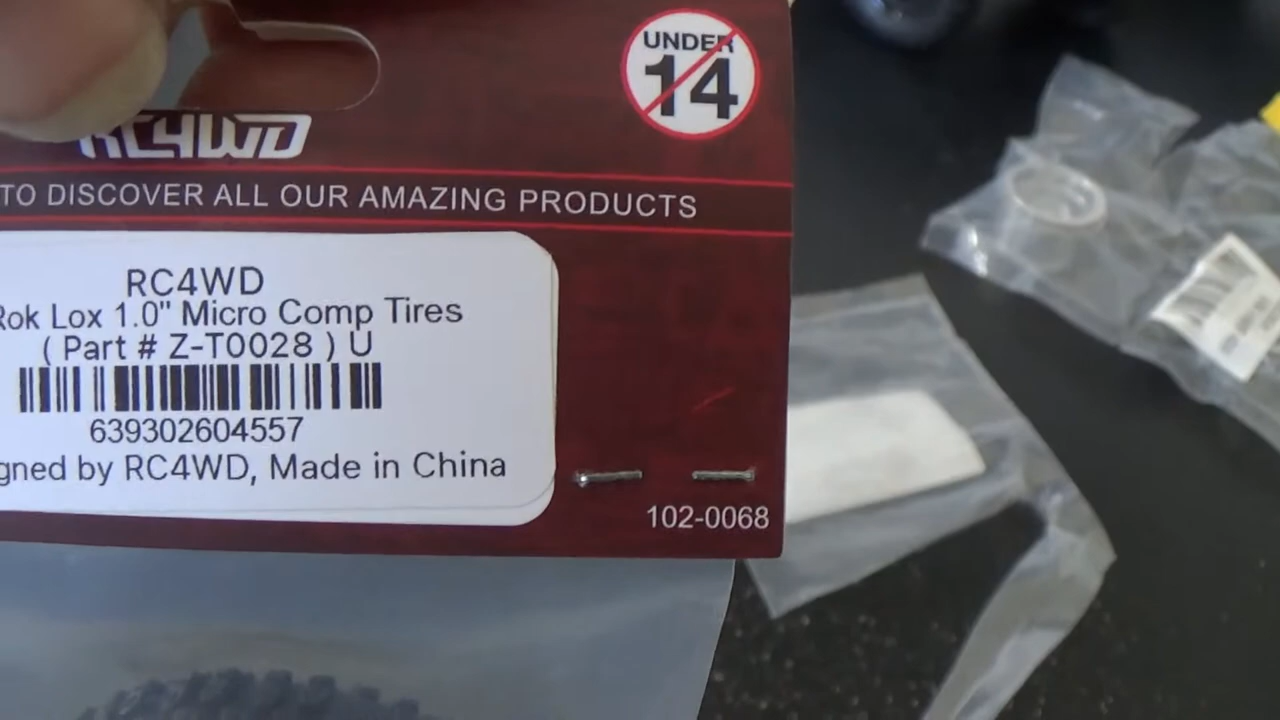 UNDER
14
RC4WD
TO DISCOVER ALL OUR AMAZING PRODUCTS
RC4WD
Rok Lox 1.0" Micro Comp Tires
( Part # Z-T0028 ) U
639302604557
gned by RC4WD, Made in China
102-0068